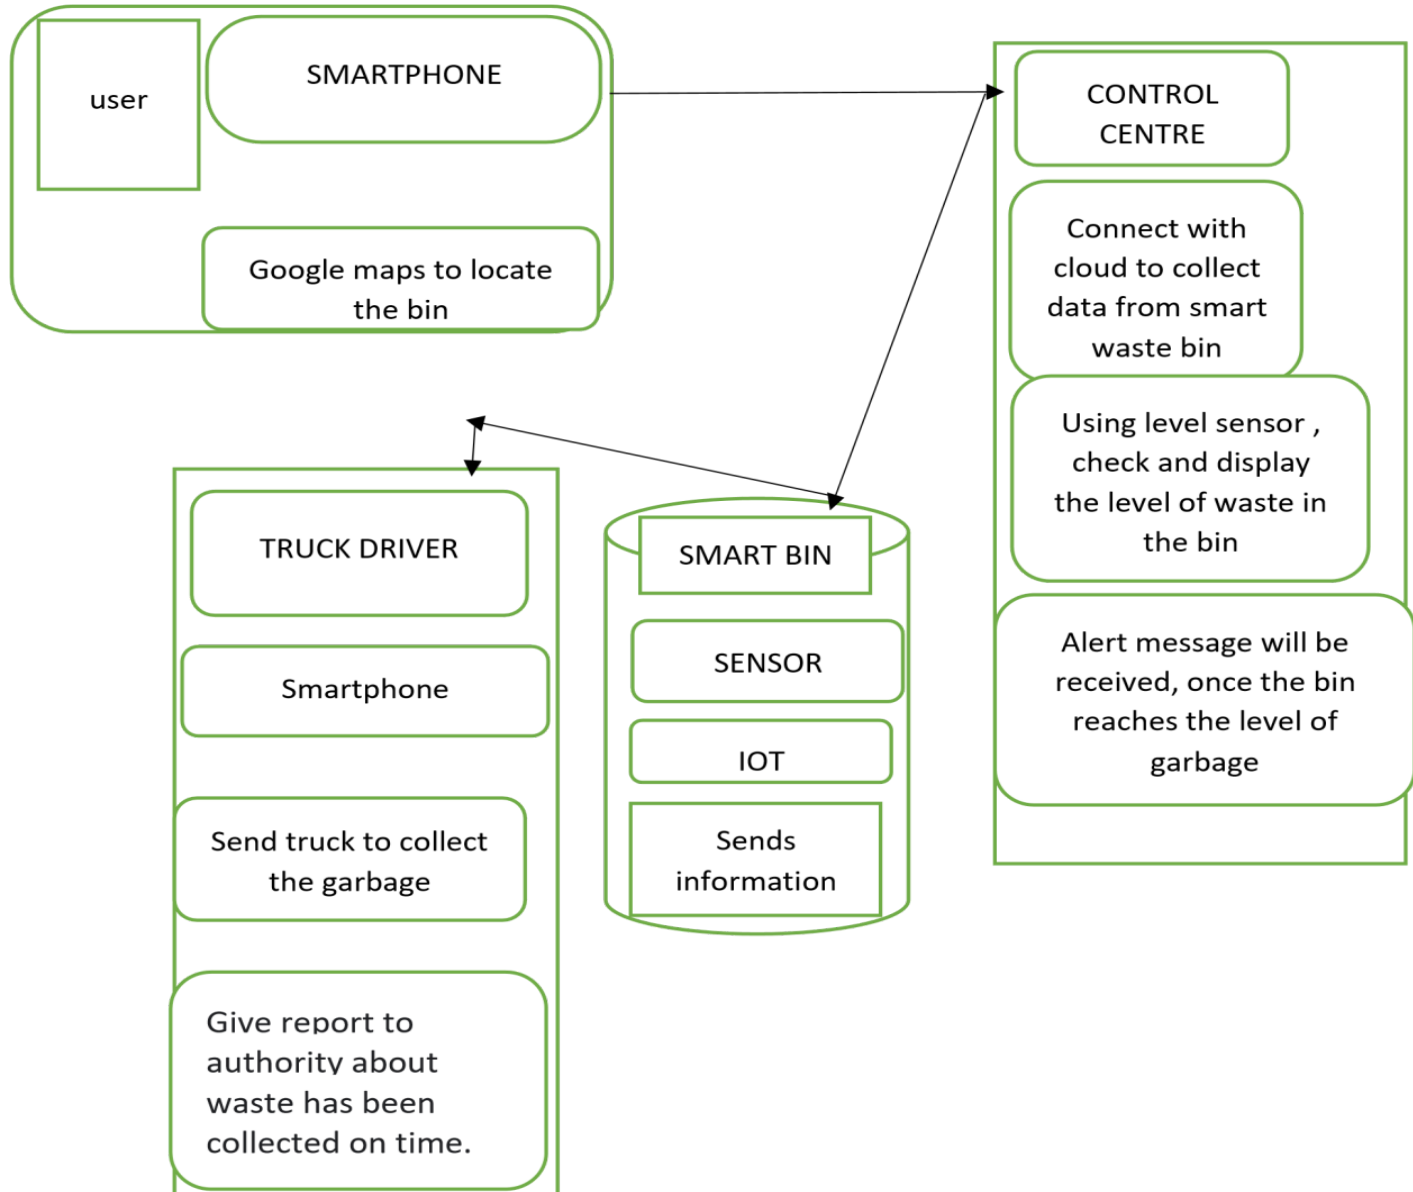 user
SMARTPHONE
Google maps to locate
the bin
CONTROL
CENTRE
Connect with
cloud to collect
data from smart
waste bin
Using level sensor ,
check and display
the level of waste in
the bin
Alert message will be
received, once the bin
reaches the level of
garbage
TRUCK DRIVER
Smartphone
Send truck to collect
the garbage
Give report to
authority about
waste has been
collected on time.
SMART BIN
SENSOR
IOT
Sends
information